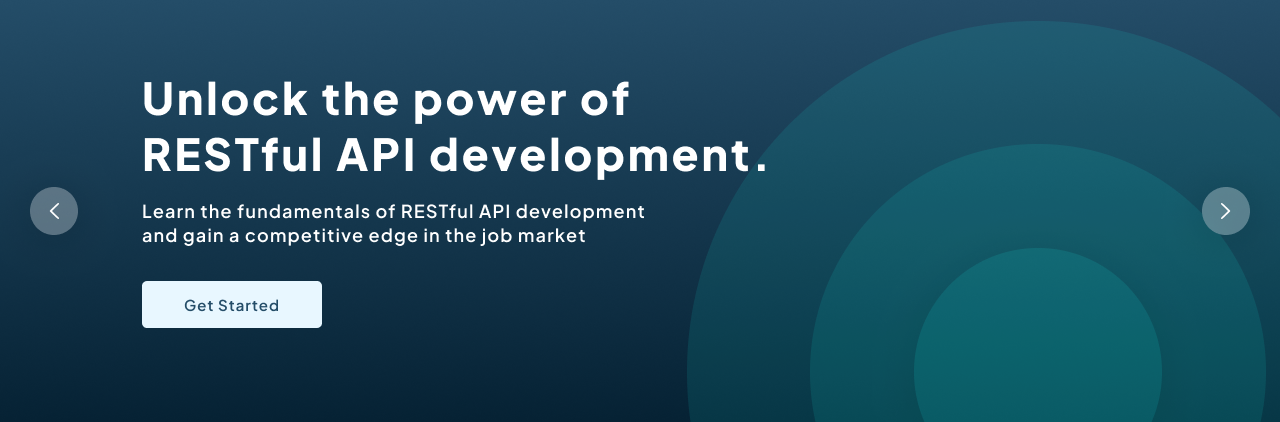 Unlock the power of
RESTful API development.
Learn the fundamentals of RESTful API development
and gain a competitive edge in the job market
Get Started